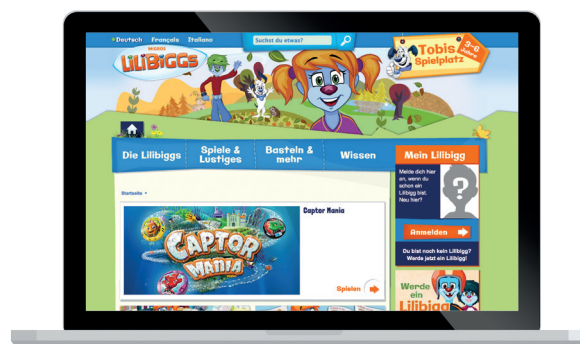 Deutsch Français Italiano
Suchst du etwas?
MIGROS
LILIBIGGS
Tobis
Spielplatz
3-6
Jahre
Die Lilibiggs
Spiele &
Lustiges
Basteln &
mehr
Wissen
Mein Lilibigg
Melde dich hier
an, wenn du
schon ein
Lilibigg bist.
Neu hier?
Anmelden
Du bist noch kein Lilibigg?
Werde jetzt ein Lilibigg!
Startseite
Captor Mania
CAPTOR
MANIA
Spielen
Werde
ein
Lilibigg